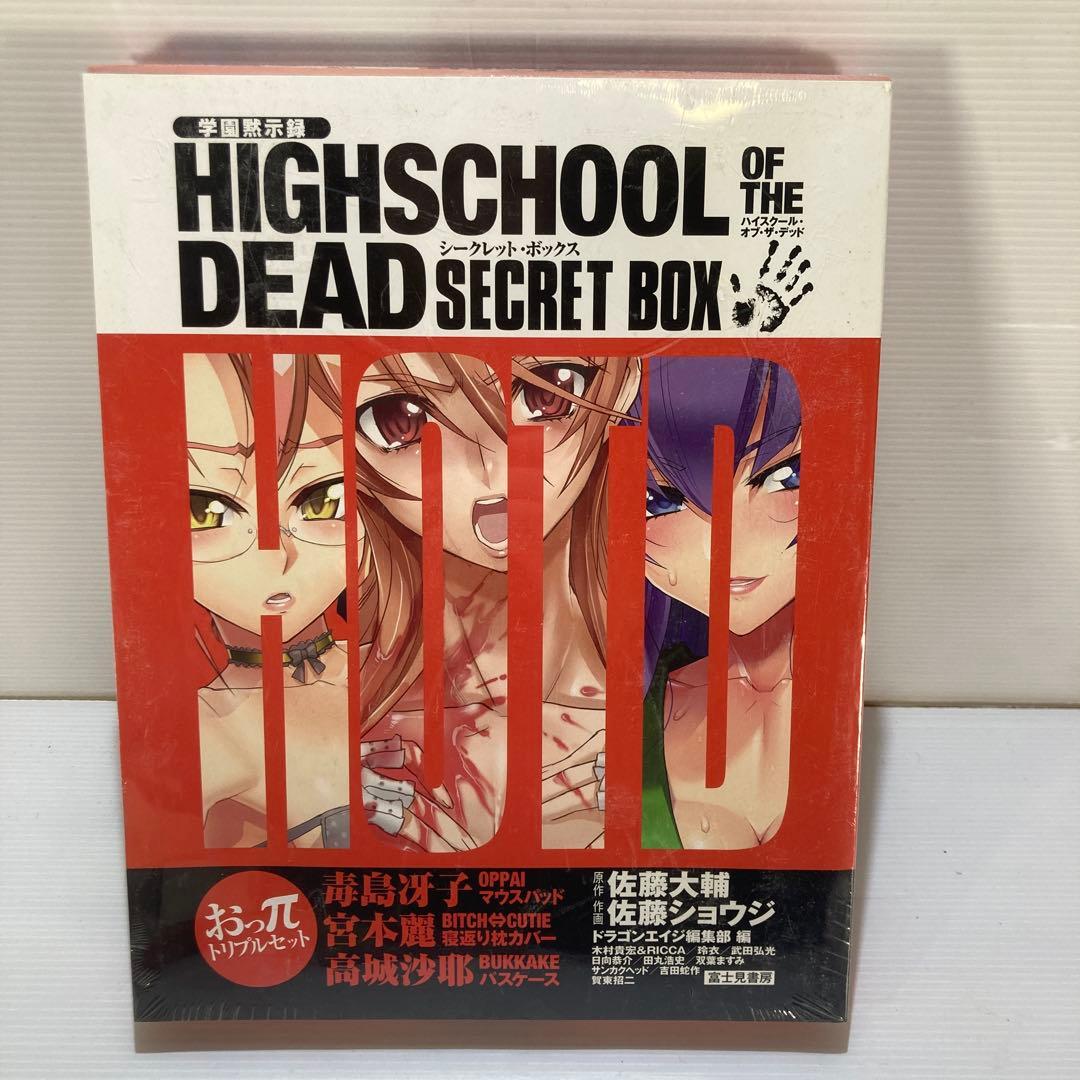 学園黙示録
HIGHSCHOOL OF THE
ハイスクール・
オブ・ザ・デッド
シークレット・ボックス
DEAD SECRET BOX
HOTD
おっπ
トリプルセット
毒島冴子 OPPAI マウスパッド
宮本麗 BITCH⇔CUTIE 寝返り枕カバー
高城沙耶 BUKKAKE パスケース
原作 佐藤大輔
作画 佐藤ショウジ
ドラゴンエイジ編集部 編
木村貴宏&RICCA/玲衣/武田弘光
日向恭介/田丸浩史/双葉ますみ
サンカクヘッド/吉田蛇作
賀東招二
富士見書房